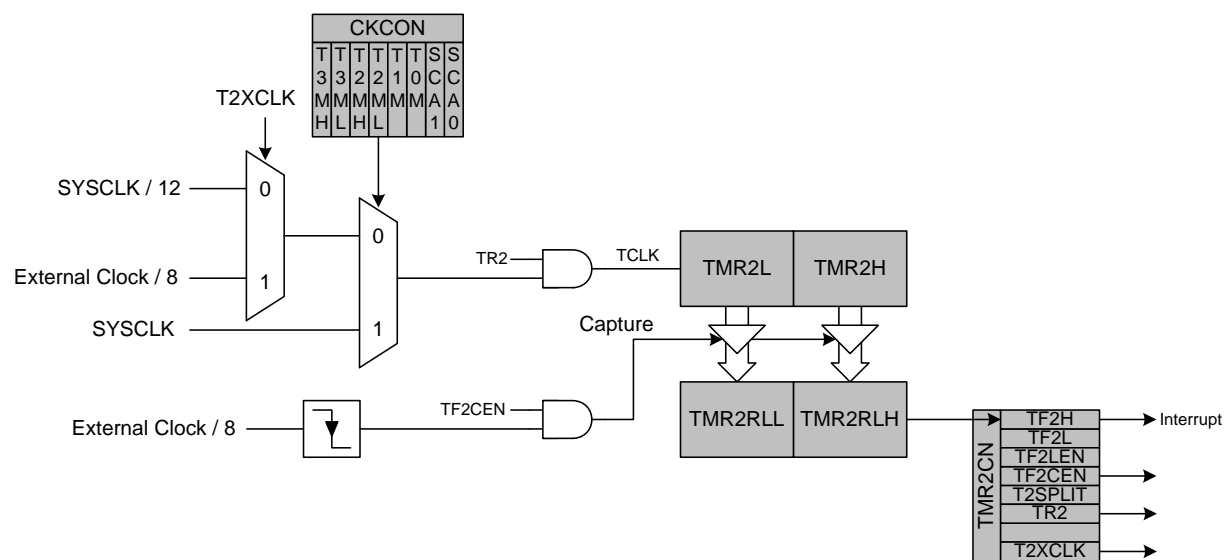 CKCON
T3MH
T3ML
T2MH
T2ML
T1M
T0M
SCA1
SCA0
T2XCLK
SYSCLK / 12
0
External Clock / 8
1
0
SYSCLK
1
TR2
TCLK
TMR2L
TMR2H
Capture
TF2CEN
External Clock / 8
TMR2RLL
TMR2RLH
TMR2CN
TF2H
TF2L
TF2LEN
TF2CEN
T2SPLIT
TR2
T2XCLK
Interrupt